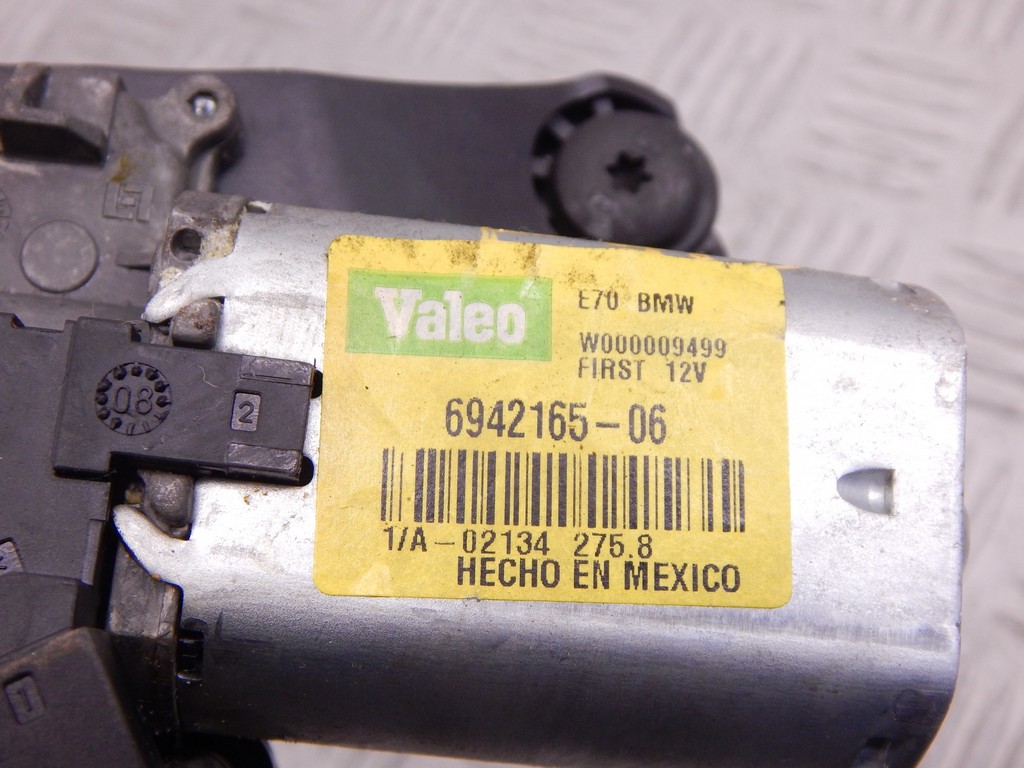 Valeo
E70 BMW
W000009499
FIRST 12V
6942165-06
1/A-02134 275.8
HECHO EN MEXICO
08
2
1